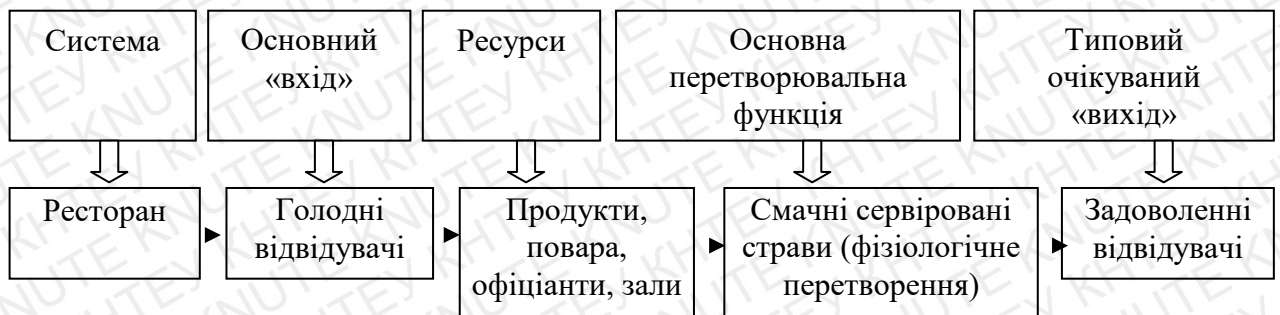 Система
Основний
«вхід»
Ресурси
Основна
перетворювальна
функція
Типовий
очікуваний
«вихід»
Ресторан
Голодні
відвідувачі
Продукти,
повара,
офіціанти, зали
Смачні сервіровані
страви (фізіологічне
перетворення)
Задоволенні
відвідувачі